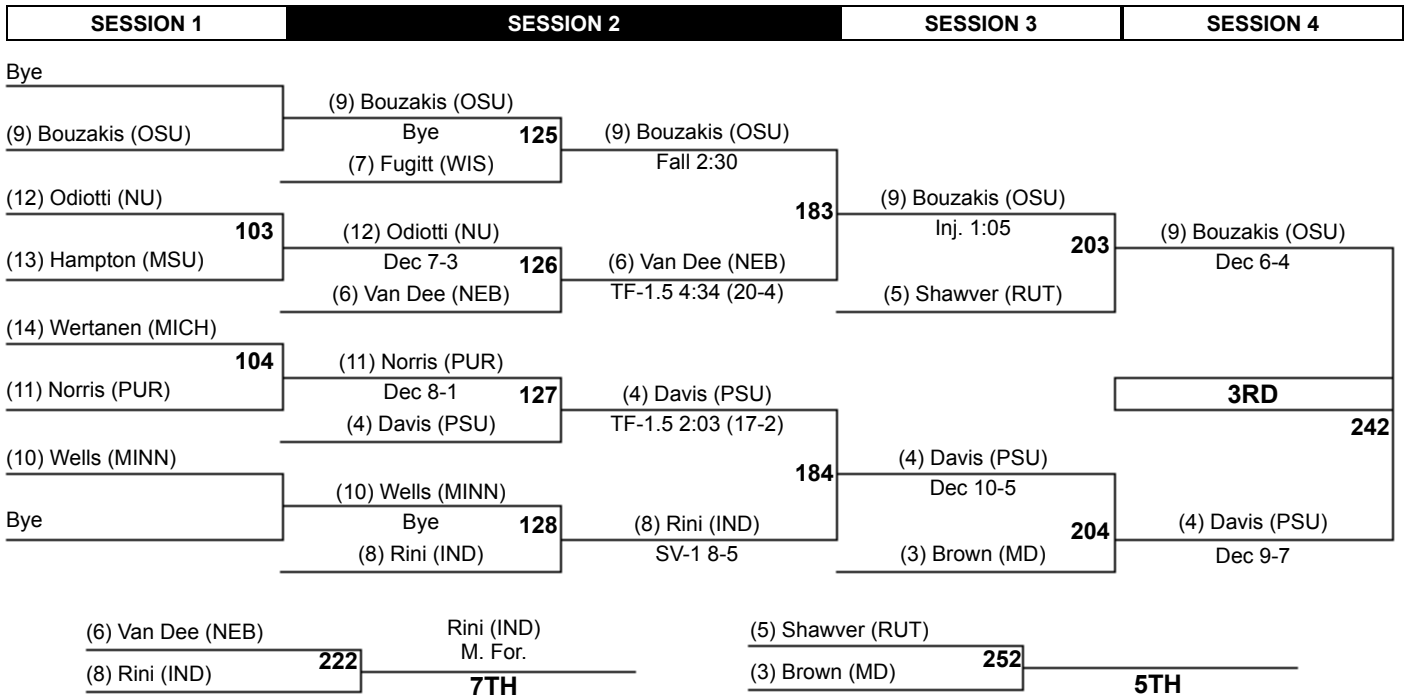 SESSION 1
SESSION 2
SESSION 3
SESSION 4
Bye
(9) Bouzakis (OSU)
(12) Odiotti (NU)
103
(13) Hampton (MSU)
(14) Wertanen (MICH)
104
(11) Norris (PUR)
(10) Wells (MINN)
Bye
(9) Bouzakis (OSU)
Bye
125
(7) Fugitt (WIS)
(12) Odiotti (NU)
Dec 7-3
126
(6) Van Dee (NEB)
(11) Norris (PUR)
Dec 8-1
127
(4) Davis (PSU)
(10) Wells (MINN)
Bye
128
(8) Rini (IND)
(9) Bouzakis (OSU)
Fall 2:30
183
(6) Van Dee (NEB)
TF-1.5 4:34 (20-4)
(4) Davis (PSU)
TF-1.5 2:03 (17-2)
184
(8) Rini (IND)
SV-1 8-5
(9) Bouzakis (OSU)
Inj. 1:05
203
(5) Shawver (RUT)
(4) Davis (PSU)
Dec 10-5
204
(3) Brown (MD)
(9) Bouzakis (OSU)
Dec 6-4
3RD
242
(4) Davis (PSU)
Dec 9-7
(6) Van Dee (NEB)
222
(8) Rini (IND)
Rini (IND)
M. For.
7TH
(5) Shawver (RUT)
252
(3) Brown (MD)
5TH